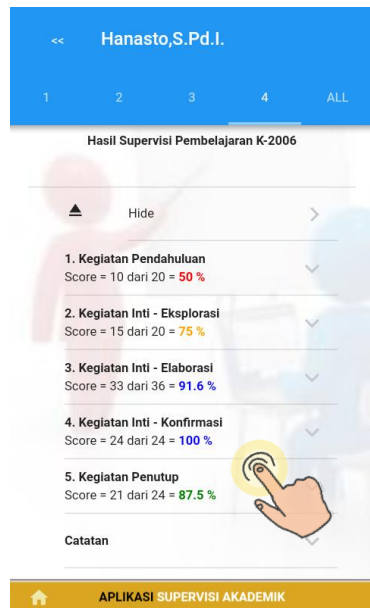 << Hanasto,S.Pd.I.
1 2 3 4 ALL
Hasil Supervisi Pembelajaran K-2006
Hide
1. Kegiatan Pendahuluan
Score = 10 dari 20 = 50 %
2. Kegiatan Inti - Eksplorasi
Score = 15 dari 20 = 75 %
3. Kegiatan Inti - Elaborasi
Score = 33 dari 36 = 91.6 %
4. Kegiatan Inti - Konfirmasi
Score = 24 dari 24 = 100 %
5. Kegiatan Penutup
Score = 21 dari 24 = 87.5 %
Catatan
APLIKASI SUPERVISI AKADEMIK